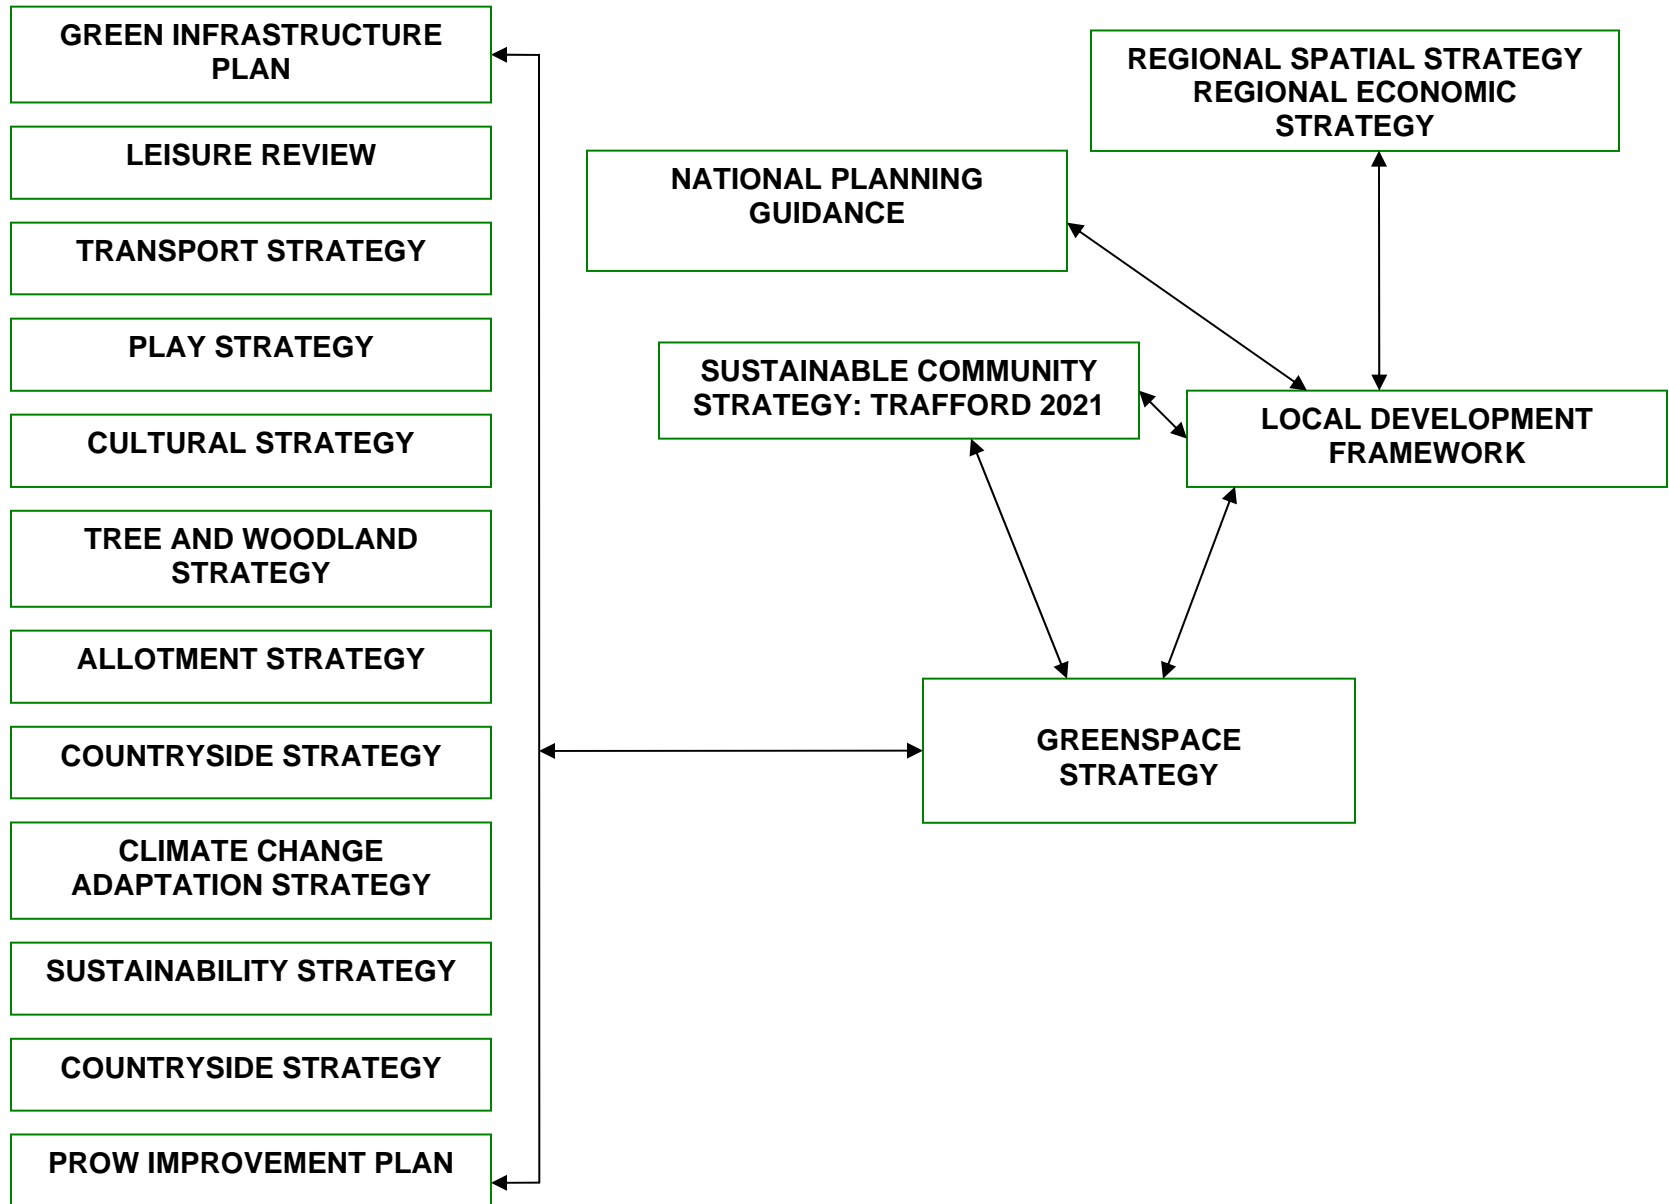 GREEN INFRASTRUCTURE
PLAN
LEISURE REVIEW
TRANSPORT STRATEGY
PLAY STRATEGY
CULTURAL STRATEGY
TREE AND WOODLAND
STRATEGY
ALLOTMENT STRATEGY
COUNTRYSIDE STRATEGY
CLIMATE CHANGE
ADAPTATION STRATEGY
SUSTAINABILITY STRATEGY
COUNTRYSIDE STRATEGY
PROW IMPROVEMENT PLAN
REGIONAL SPATIAL STRATEGY
REGIONAL ECONOMIC
STRATEGY
NATIONAL PLANNING
GUIDANCE
SUSTAINABLE COMMUNITY
STRATEGY: TRAFFORD 2021
LOCAL DEVELOPMENT
FRAMEWORK
GREENSPACE
STRATEGY